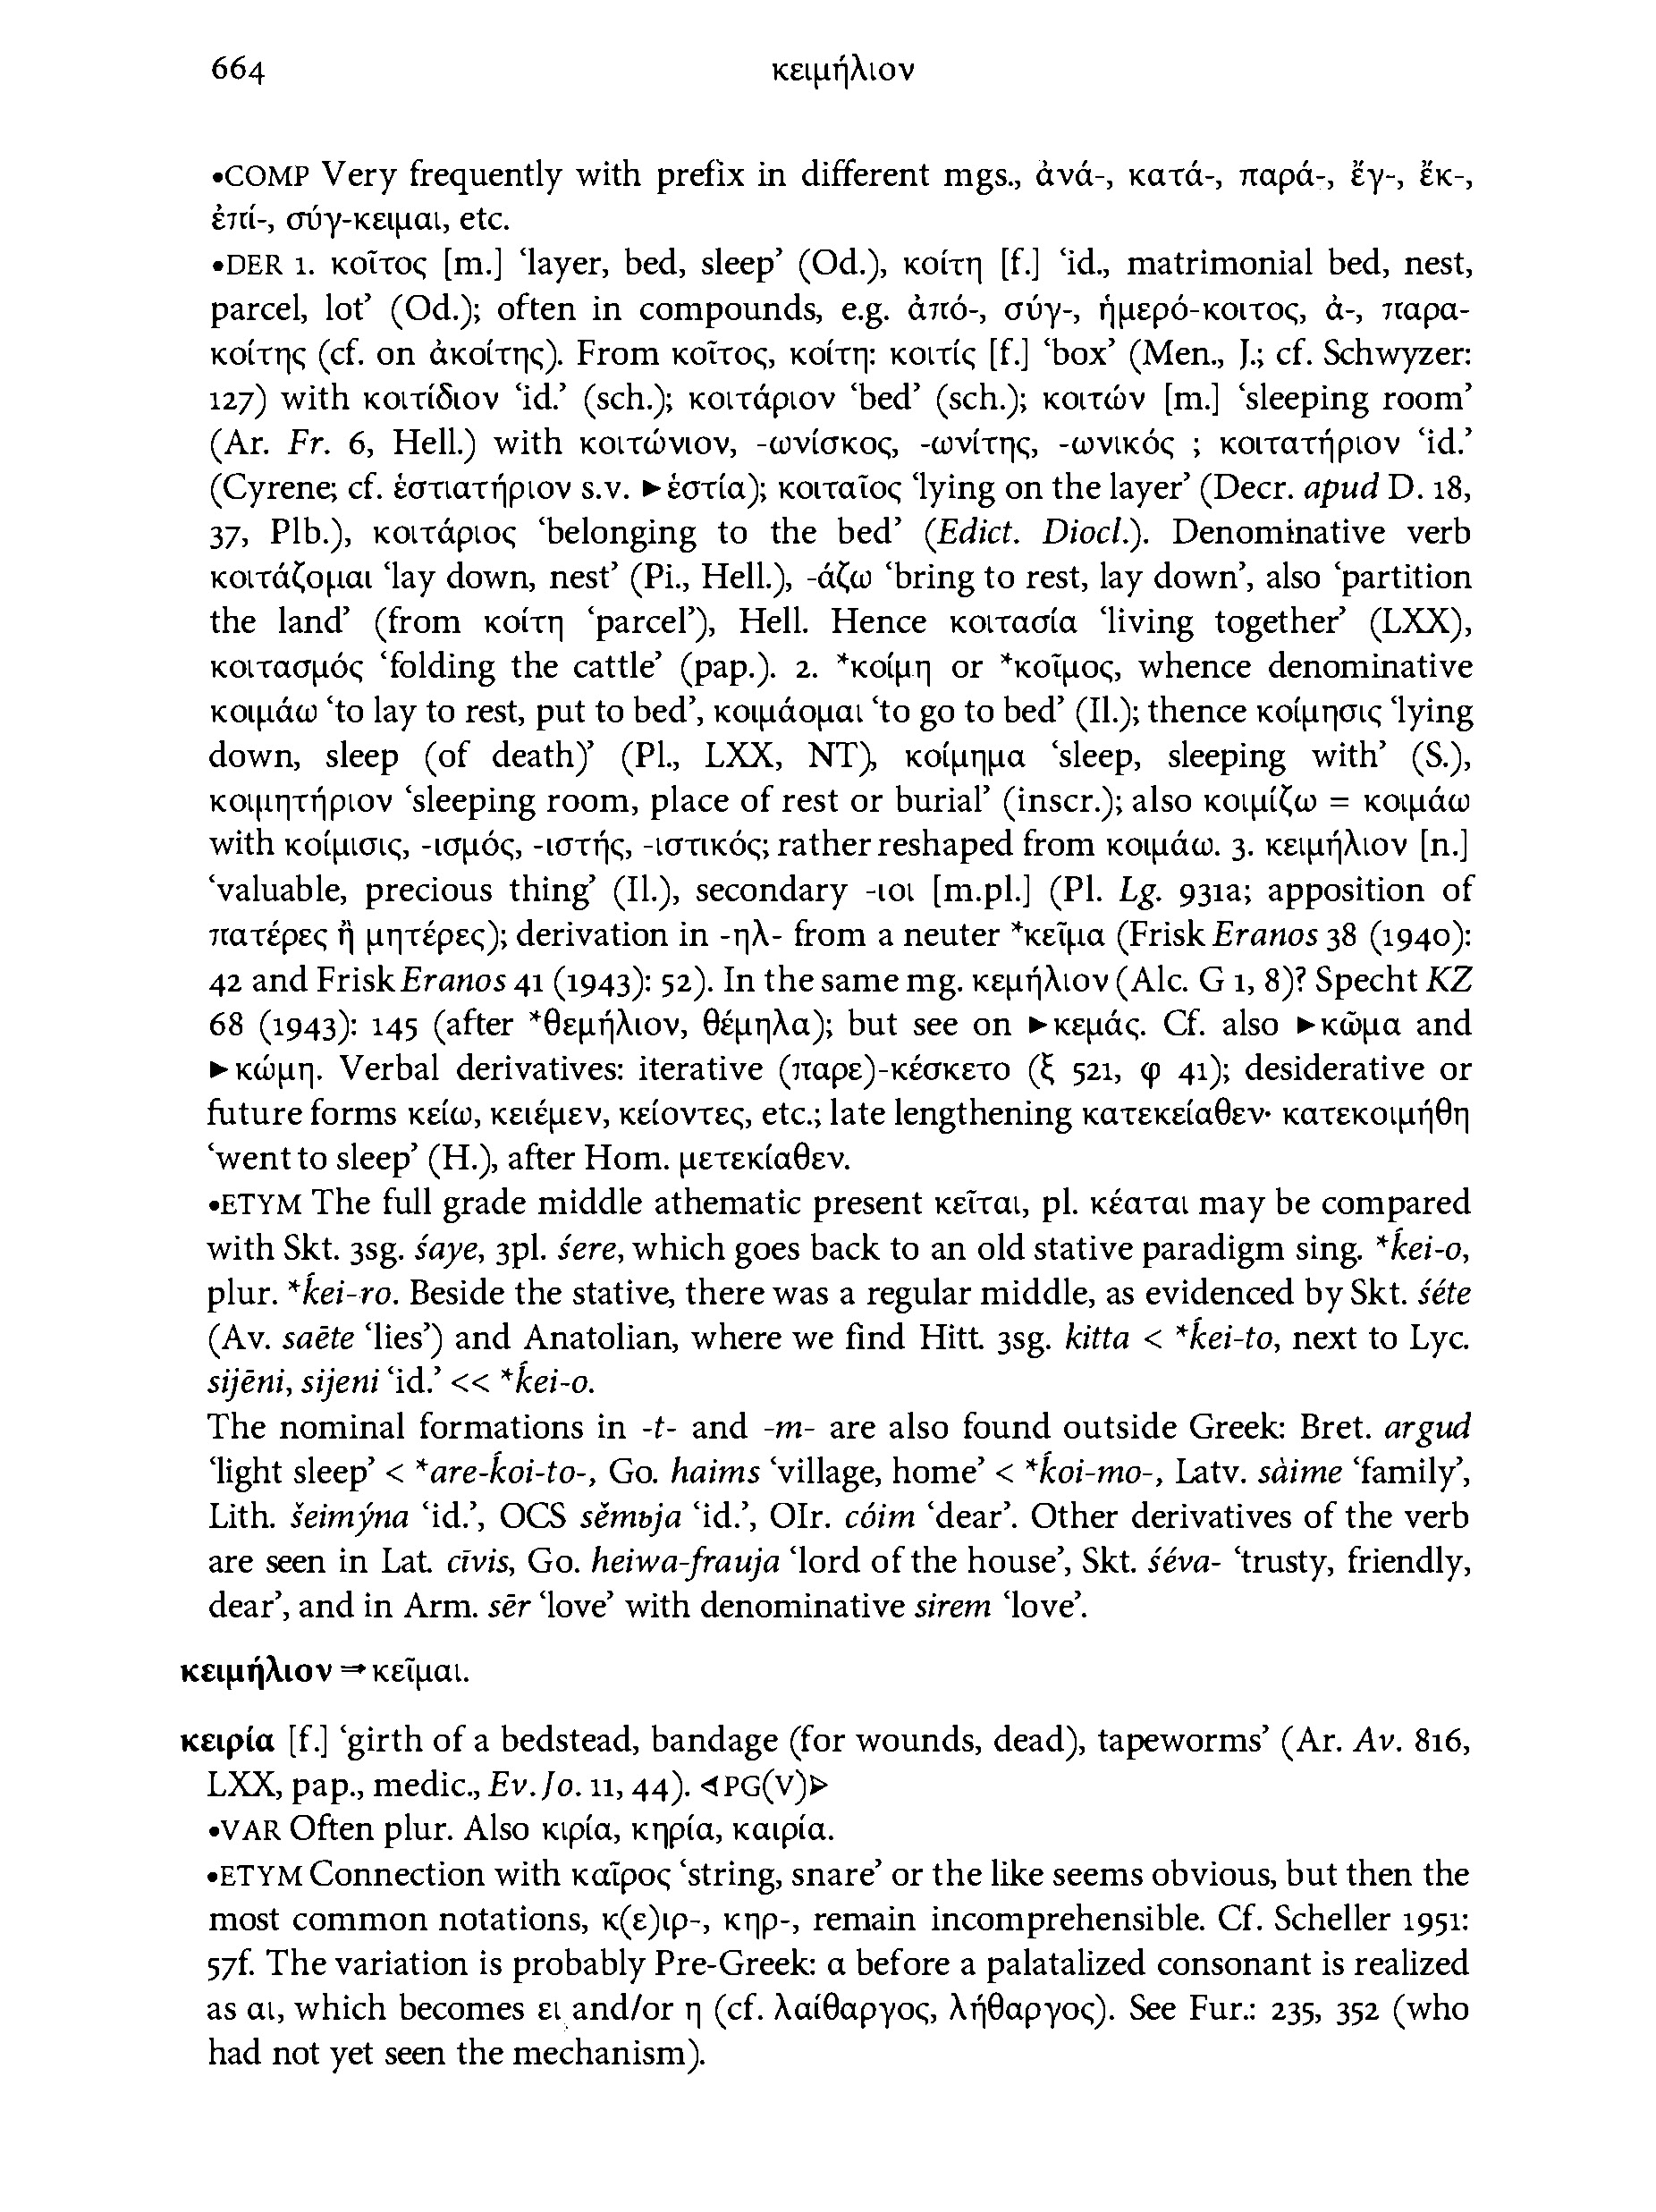 664 κειμήλιον
•COMP Very frequently with prefix in different mgs., ἀνά-, κατά-, παρά-, ἔγ-, ἔκ-,
ἐπί-, σύγ-κειμαι, etc.
•DER 1. κοῖτος [m.] ‘layer, bed, sleep’ (Od.), κοίτη [f.] ‘id., matrimonial bed, nest,
parcel, lot’ (Od.); often in compounds, e.g. ἀπό-, σύγ-, ἡμερό-κοιτος, ἀ-, παρα-
κοίτης (cf. on ἀκοίτης). From κοῖτος, κοίτη: κοιτίς [f.] ‘box’ (Men., J.; cf. Schwyzer:
127) with κοιτίδιον ‘id.’ (sch.); κοιτάριον ‘bed’ (sch.); κοιτών [m.] ‘sleeping room’
(Ar. Fr. 6, Hell.) with κοιτώνιον, -ωνίσκος, -ωνίτης, -ωνικός ; κοιτατήριον ‘id.’
(Cyrene; cf. ἑστιατήριον s.v. ►ἑστία); κοιταῖος ‘lying on the layer’ (Decr. apud D. 18,
37, Plb.), κοιτάριος ‘belonging to the bed’ (Edict. Diocl.). Denominative verb
κοιτάζομαι ‘lay down, nest’ (Pi., Hell.), -άζω ‘bring to rest, lay down’, also ‘partition
the land’ (from κοίτη ‘parcel’), Hell. Hence κοιτασία ‘living together’ (LXX),
κοιτασμός ‘folding the cattle’ (pap.). 2. *κοίμη or *κοῖμος, whence denominative
κοιμάω ‘to lay to rest, put to bed’, κοιμάομαι ‘to go to bed’ (Il.); thence κοίμησις ‘lying
down, sleep (of death)’ (Pl., LXX, NT), κοίμημα ‘sleep, sleeping with’ (S.),
κοιμητήριον ‘sleeping room, place of rest or burial’ (inscr.); also κοιμίζω = κοιμάω
with κοίμισις, -ισμός, -ιστής, -ιστικός; rather reshaped from κοιμάω. 3. κειμήλιον [n.]
‘valuable, precious thing’ (Il.), secondary -ιοι [m.pl.] (Pl. Lg. 931a; apposition of
πατέρες ἢ μητέρες); derivation in -ηλ- from a neuter *κεῖμα (Frisk Eranos 38 (1940):
42 and Frisk Eranos 41 (1943): 52). In the same mg. κεμήλιον (Alc. G 1, 8)? Specht KZ
68 (1943): 145 (after *θεμήλιον, θέμηλα); but see on ►κεμάς. Cf. also ►κῶμα and
►κώμη. Verbal derivatives: iterative (παρε)-κέσκετο (ξ 521, φ 41); desiderative or
future forms κείω, κειέμεν, κείοντες, etc.; late lengthening κατεκείαθεν· κατεκοιμήθη
‘went to sleep’ (H.), after Hom. μετεκίαθεν.
•ETYM The full grade middle athematic present κεῖται, pl. κέαται may be compared
with Skt. 3sg. śaye, 3pl. śere, which goes back to an old stative paradigm sing. *ḱei-o,
plur. *ḱei-ro. Beside the stative, there was a regular middle, as evidenced by Skt. śéte
(Av. saēte ‘lies’) and Anatolian, where we find Hitt. 3sg. kitta < *ḱei-to, next to Lyc.
sijẽni, sijeni ‘id.’ << *ḱei-o.
The nominal formations in -t- and -m- are also found outside Greek: Bret. argud
‘light sleep’ < *are-ḱoi-to-, Go. haims ‘village, home’ < *ḱoi-mo-, Latv. sàime ‘family’,
Lith. šeimýna ‘id.’, OCS sěmьja ‘id.’, OIr. cóim ‘dear’. Other derivatives of the verb
are seen in Lat. cīvis, Go. heiwa-frauja ‘lord of the house’, Skt. śéva- ‘trusty, friendly,
dear’, and in Arm. sēr ‘love’ with denominative sirem ‘love’.
κειμήλιον ⇒ κεῖμαι.
κειρία [f.] ‘girth of a bedstead, bandage (for wounds, dead), tapeworms’ (Ar. Av. 816,
LXX, pap., medic., Ev. Jo. 11, 44). ◁PG(V)▷
•VAR Often plur. Also κιρία, κηρία, καιρία.
•ETYM Connection with καῖρος ‘string, snare’ or the like seems obvious, but then the
most common notations, κ(ε)ιρ-, κηρ-, remain incomprehensible. Cf. Scheller 1951:
57f. The variation is probably Pre-Greek: α before a palatalized consonant is realized
as αι, which becomes ει and/or η (cf. λαίθαργος, λήθαργος). See Fur.: 235, 352 (who
had not yet seen the mechanism).